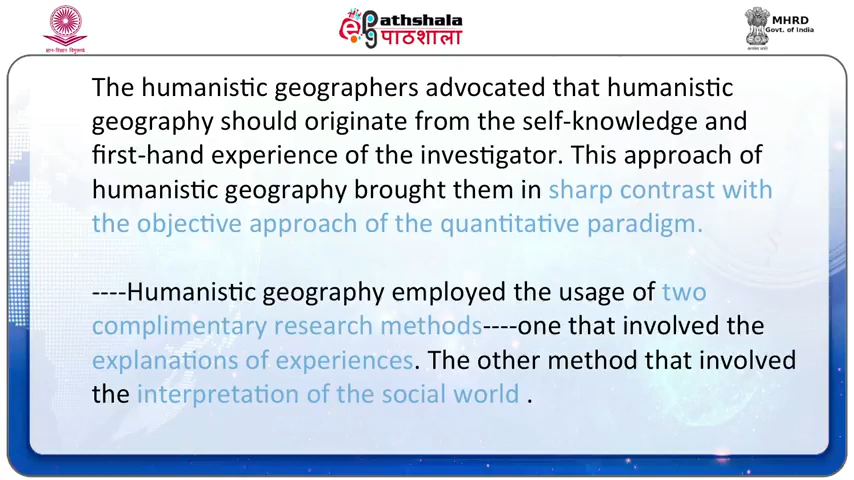 ज्ञान-विज्ञान विमुक्तये
ePathshala
पाठशाला
MHRD
Govt. of India
The humanistic geographers advocated that humanistic
geography should originate from the self-knowledge and
first-hand experience of the investigator. This approach of
humanistic geography brought them in sharp contrast with
the objective approach of the quantitative paradigm.
----Humanistic geography employed the usage of two
complimentary research methods----one that involved the
explanations of experiences. The other method that involved
the interpretation of the social world .